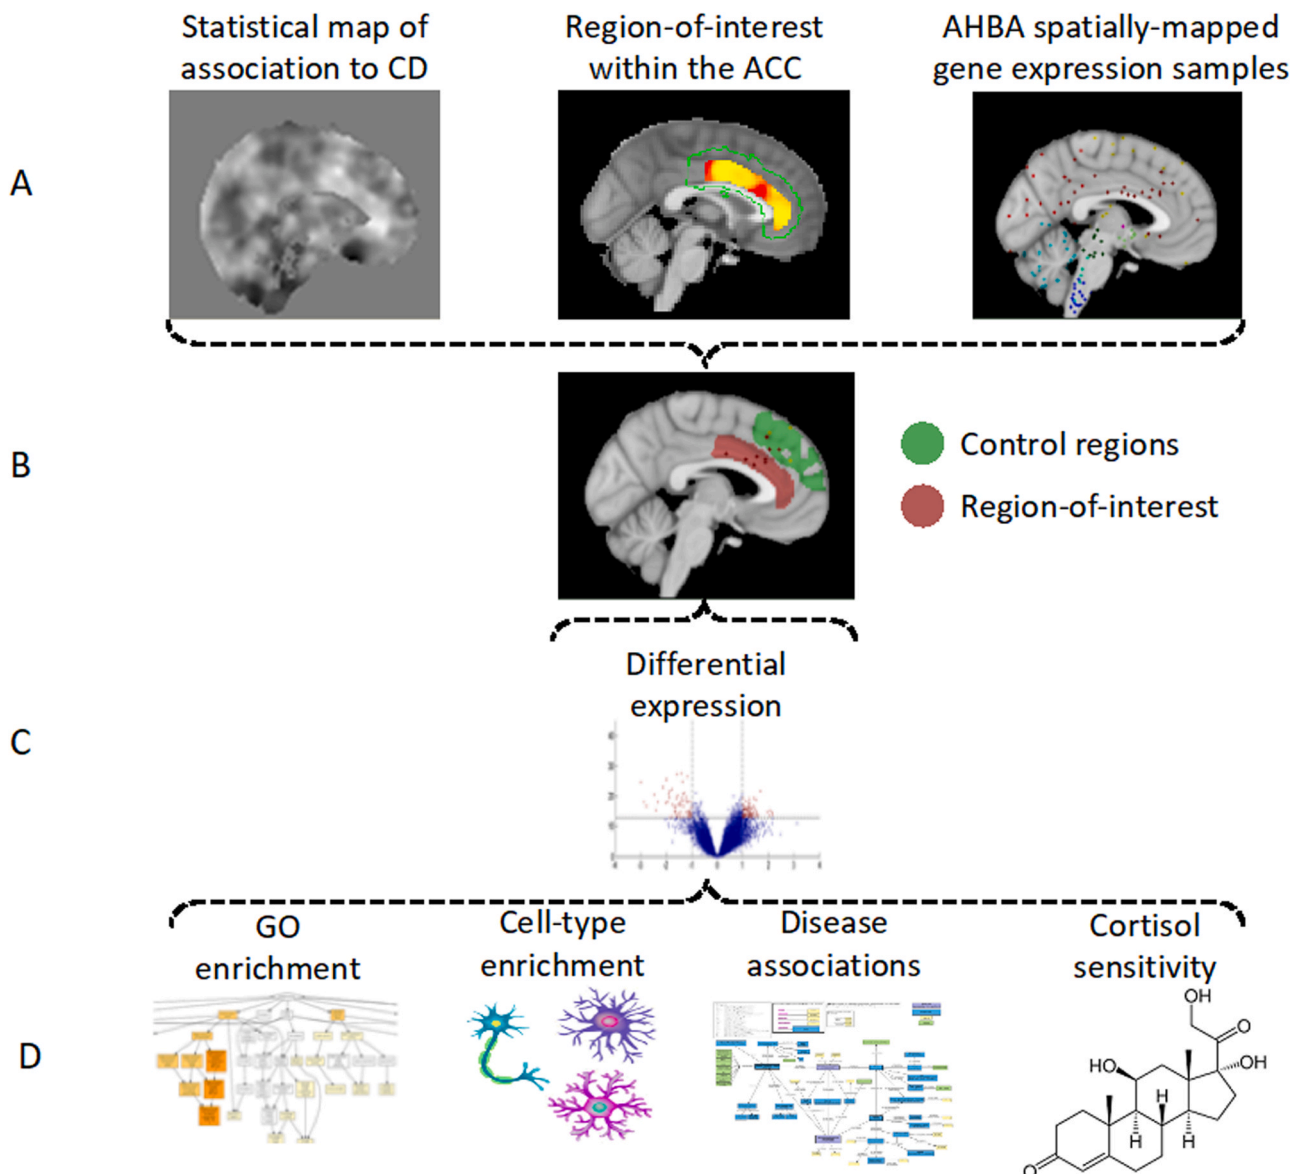 Statistical map of
association to CD
Region-of-interest
within the ACC
AHBA spatially-mapped
gene expression samples
A
B
Control regions
Region-of-interest
Differential
expression
C
GO
enrichment
Cell-type
enrichment
Disease
associations
Cortisol
sensitivity
D
OH
O
HO
OH
H
H
H
O